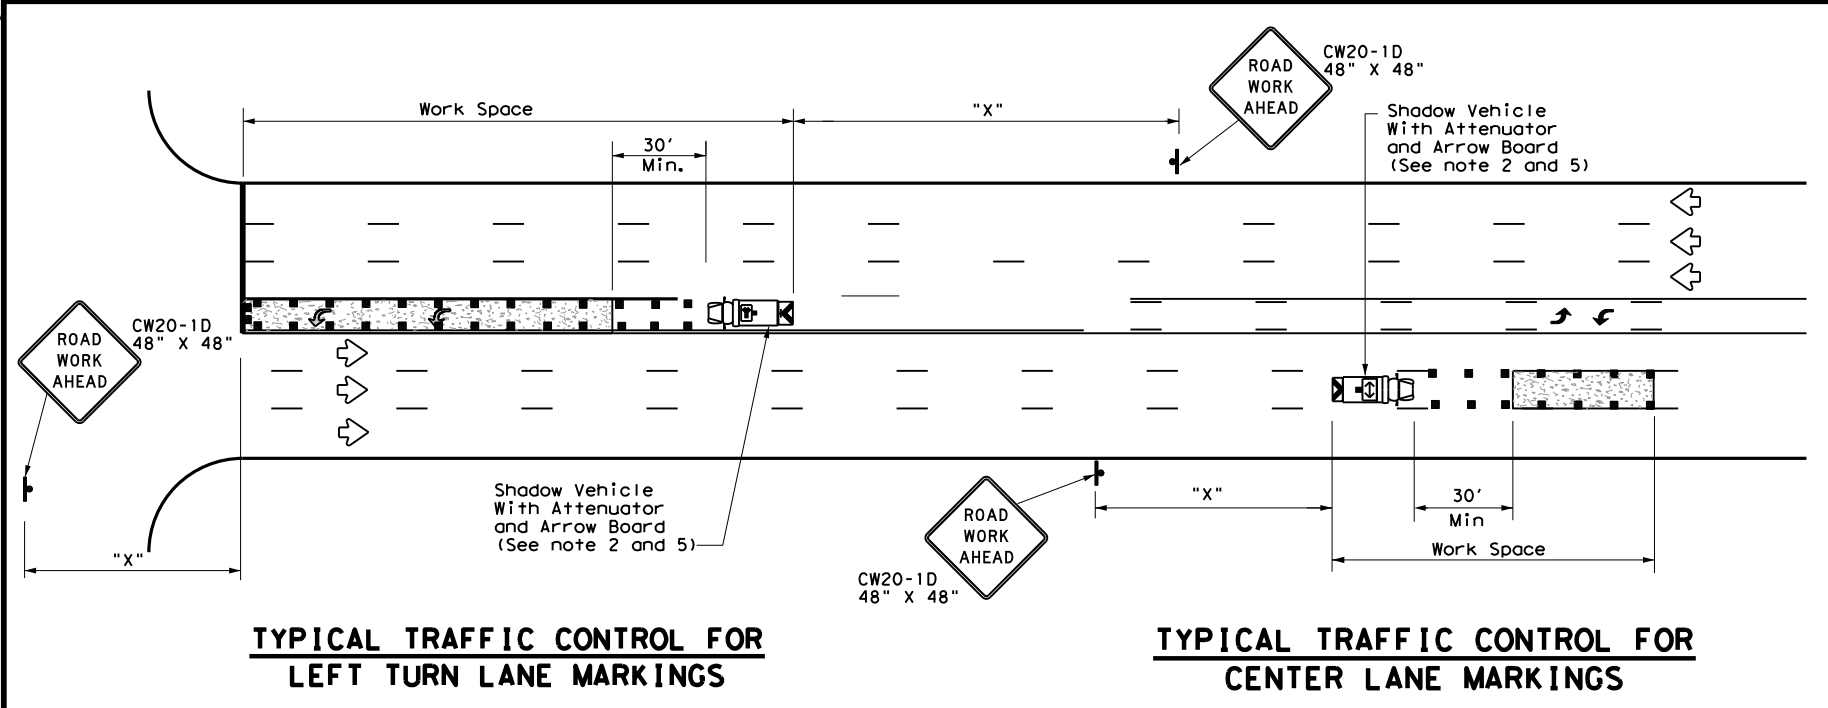 ROAD
WORK
AHEAD
CW20-1D
48" X 48"
Work Space
"X"
30'
Min.
Shadow Vehicle
With Attenuator
and Arrow Board
(See note 2 and 5)
ROAD
WORK
AHEAD
CW20-1D
48" X 48"
"X"
Shadow Vehicle
With Attenuator
and Arrow Board
(See note 2 and 5)
ROAD
WORK
AHEAD
CW20-1D
48" X 48"
"X"
30'
Min
Work Space
TYPICAL TRAFFIC CONTROL FOR
LEFT TURN LANE MARKINGS
TYPICAL TRAFFIC CONTROL FOR
CENTER LANE MARKINGS